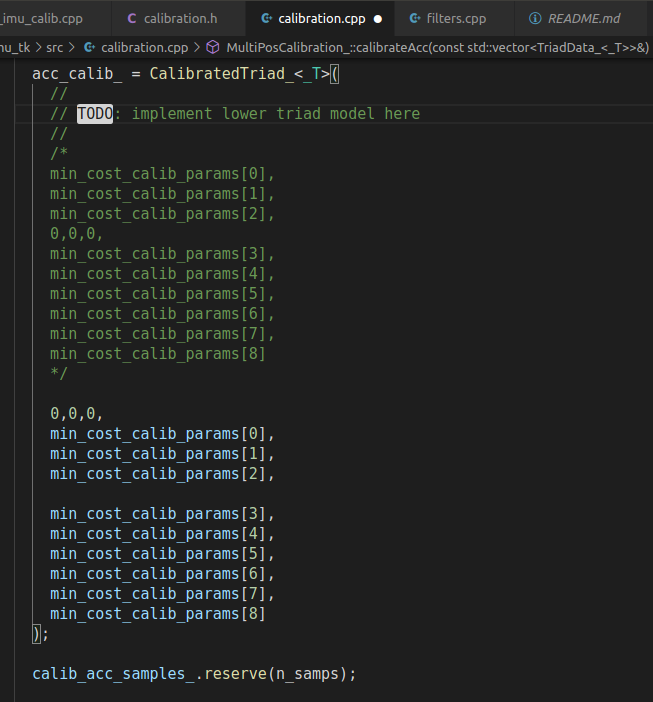 _imu_calib.cpp calibration.h calibration.cpp filters.cpp README.md
nu_tk > src > calibration.cpp > MultiPosCalibration_::calibrateAcc(const std::vector<TriadData_<_T>>&)
acc_calib_ = CalibratedTriad_<_T>(
//
// TODO: implement lower triad model here
//
/*
min_cost_calib_params[0],
min_cost_calib_params[1],
min_cost_calib_params[2],
0,0,0,
min_cost_calib_params[3],
min_cost_calib_params[4],
min_cost_calib_params[5],
min_cost_calib_params[6],
min_cost_calib_params[7],
min_cost_calib_params[8]
*/
0,0,0,
min_cost_calib_params[0],
min_cost_calib_params[1],
min_cost_calib_params[2],
min_cost_calib_params[3],
min_cost_calib_params[4],
min_cost_calib_params[5],
min_cost_calib_params[6],
min_cost_calib_params[7],
min_cost_calib_params[8]
);
calib_acc_samples_.reserve(n_samps);